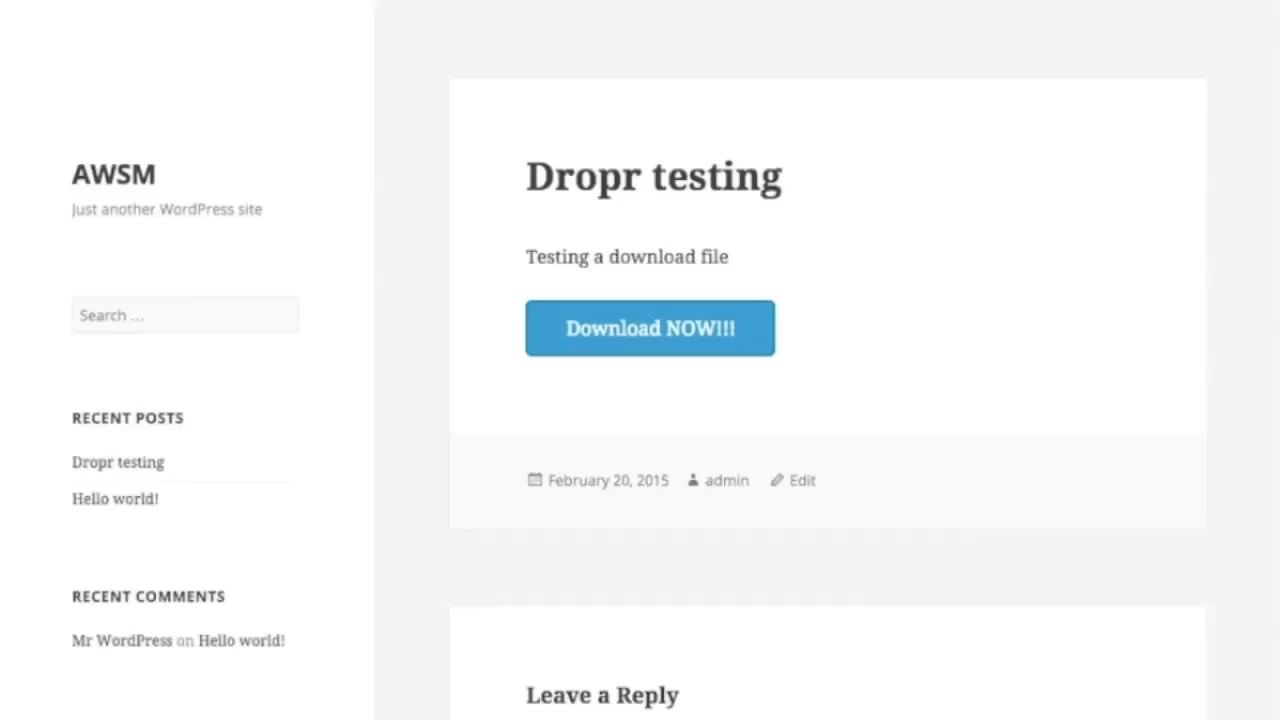 AWSM
Just another WordPress site
Search ...
RECENT POSTS
Dropr testing
Hello world!
RECENT COMMENTS
Mr WordPress on Hello world!
Dropr testing
Testing a download file
Download NOW!!!
February 20, 2015 admin Edit
Leave a Reply